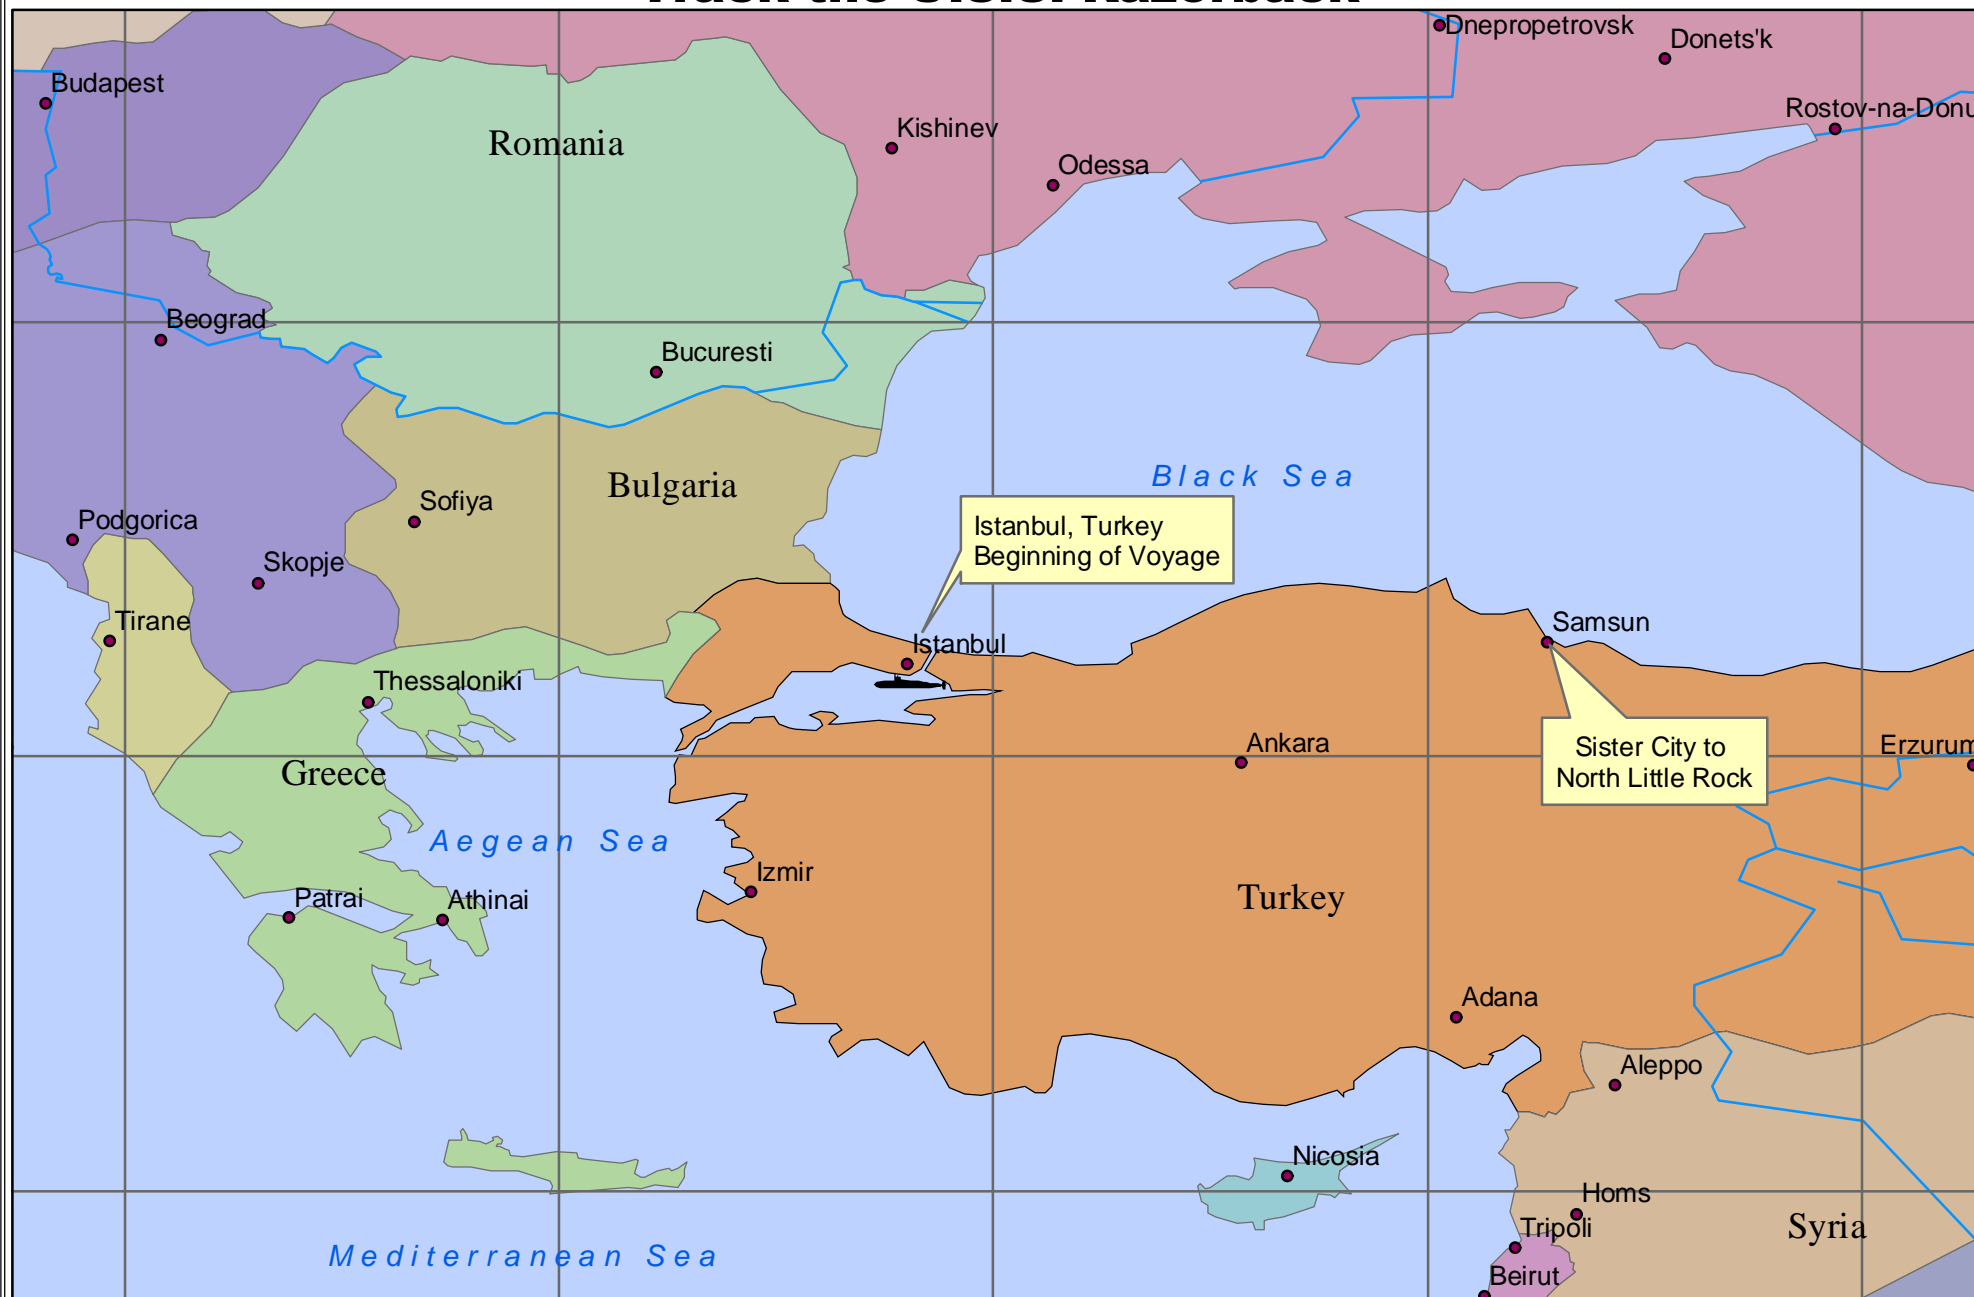 Dnepropetrovsk
Donets'k
Budapest
Rostov-na-Donu
Kishinev
Romania
Odessa
Beograd
Bucuresti
Black Sea
Bulgaria
Sofiya
Podgorica
Istanbul, Turkey
Beginning of Voyage
Skopje
Tirane
Samsun
Istanbul
Thessaloniki
Ankara
Sister City to
North Little Rock
Erzurum
Greece
Aegean Sea
Izmir
Patrai
Athinai
Turkey
Adana
Aleppo
Nicosia
Homs
Tripoli
Syria
Mediterranean Sea
Beirut